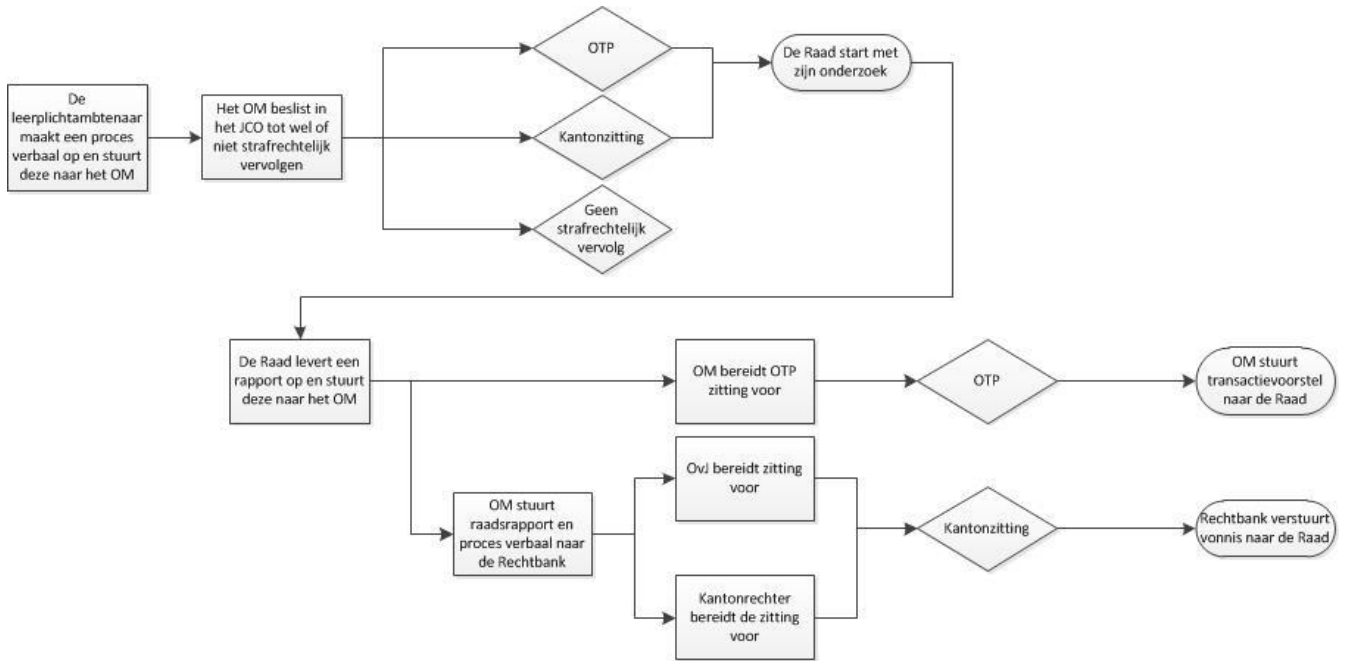 De
leerplichtambtenaar
maakt een proces
verbaal op en stuurt
deze naar het OM
Het OM beslist in
het JCO tot wel of
niet strafrechtelijk
vervolgen
OTP
Kantonzitting
Geen
strafrechtelijk
vervolg
De Raad start met
zijn onderzoek
De Raad levert een
rapport op en stuurt
deze naar het OM
OM bereidt OTP
zitting voor
OTP
OM stuurt
transactievoorstel
naar de Raad
OM stuurt
raadsrapport en
proces verbaal naar
de Rechtbank
OvJ bereidt zitting
voor
Kantonrechter
bereidt de zitting
voor
Kantonzitting
Rechtbank verstuurt
vonnis naar de Raad